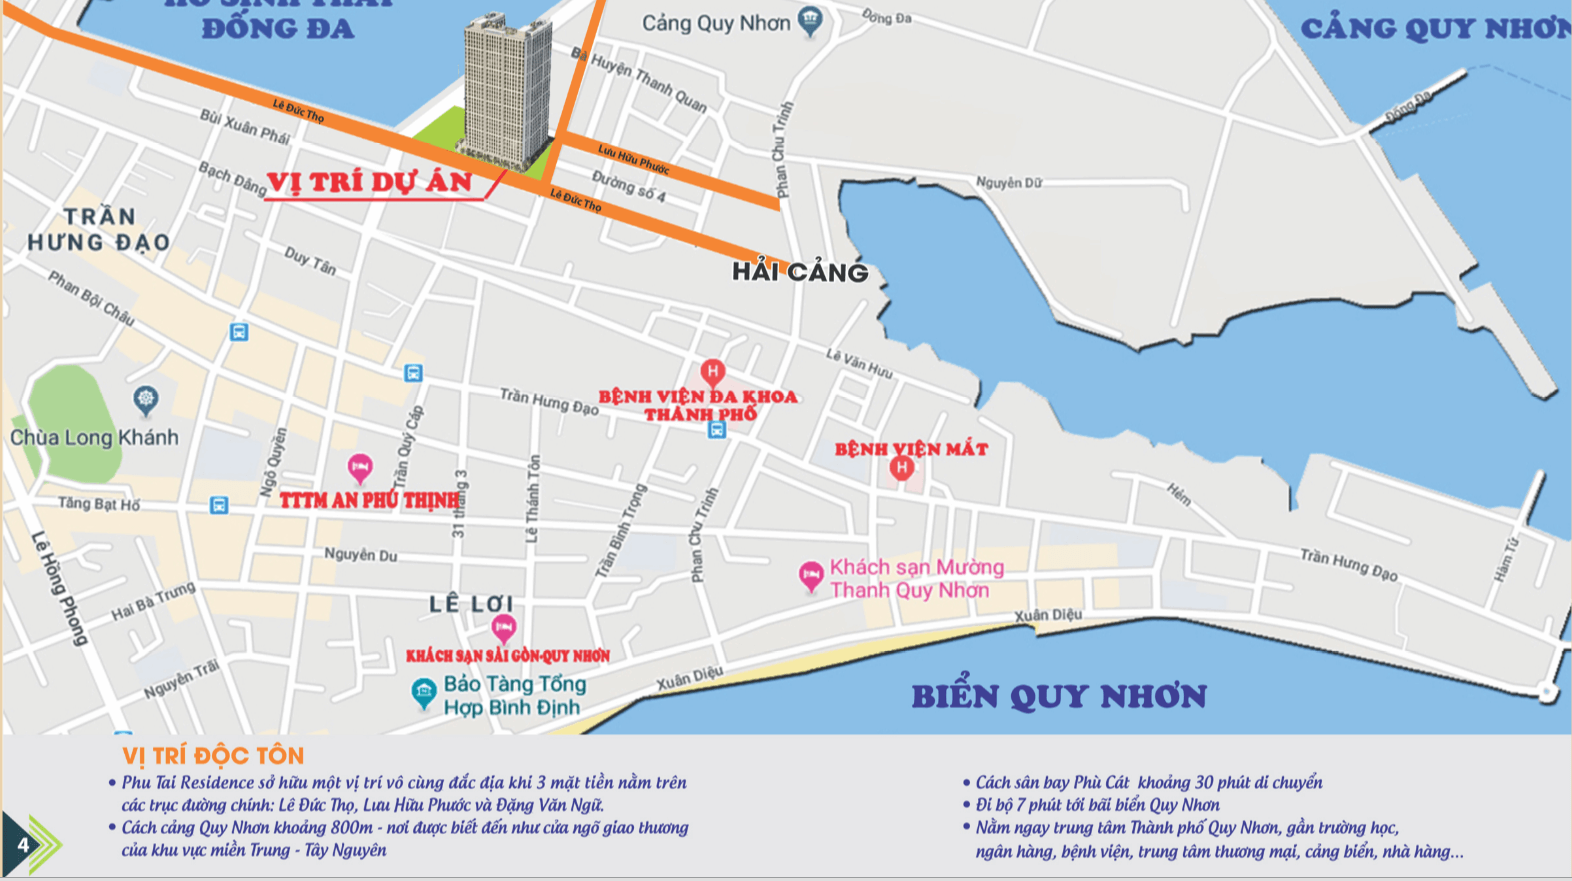 HỒ SINH THÁI
ĐỐNG ĐA
Cảng Quy Nhơn
Đống Đa
CẢNG QUY NHƠN
Bà Huyện Thanh Quan
Đống Đa
Lê Đức Thọ
Bùi Xuân Phái
Phan Chu Trinh
Lưu Hữu Phước
Bạch Đằng
VỊ TRÍ DỰ ÁN
Đường số 4
Nguyễn Dữ
Lê Đức Thọ
TRẦN
HƯNG ĐẠO
Duy Tân
HẢI CẢNG
Phan Bội Châu
Lê Văn Hưu
BỆNH VIỆN ĐA KHOA
THÀNH PHỐ
Trần Hưng Đạo
Chùa Long Khánh
Trần Quý Cáp
Ngô Quyền
BỆNH VIỆN MẮT
TTTM AN PHÚ THỊNH
31 tháng 3
Lê Thánh Tôn
Trần Bình Trọng
Phan Chu Trinh
Hẻm
Tăng Bạt Hổ
Lê Hồng Phong
Nguyễn Du
Trần Hưng Đạo
Hàm Tử
Khách sạn Mường
Thanh Quy Nhơn
Hai Bà Trưng
LÊ LỢI
Xuân Diệu
KHÁCH SẠN SÀI GÒN-QUY NHƠN
Nguyễn Trãi
Xuân Diệu
Bảo Tàng Tổng
Hợp Bình Định
BIỂN QUY NHƠN
VỊ TRÍ ĐỘC TÔN
• Phu Tai Residence sở hữu một vị trí vô cùng đắc địa khi 3 mặt tiền nằm trên
các trục đường chính: Lê Đức Thọ, Lưu Hữu Phước và Đặng Văn Ngữ.
• Cách cảng Quy Nhơn khoảng 800m - nơi được biết đến như cửa ngõ giao thương
của khu vực miền Trung - Tây Nguyên
• Cách sân bay Phù Cát khoảng 30 phút di chuyển
• Đi bộ 7 phút tới bãi biển Quy Nhơn
• Nằm ngay trung tâm Thành phố Quy Nhơn, gần trường học,
ngân hàng, bệnh viện, trung tâm thương mại, cảng biển, nhà hàng...
4